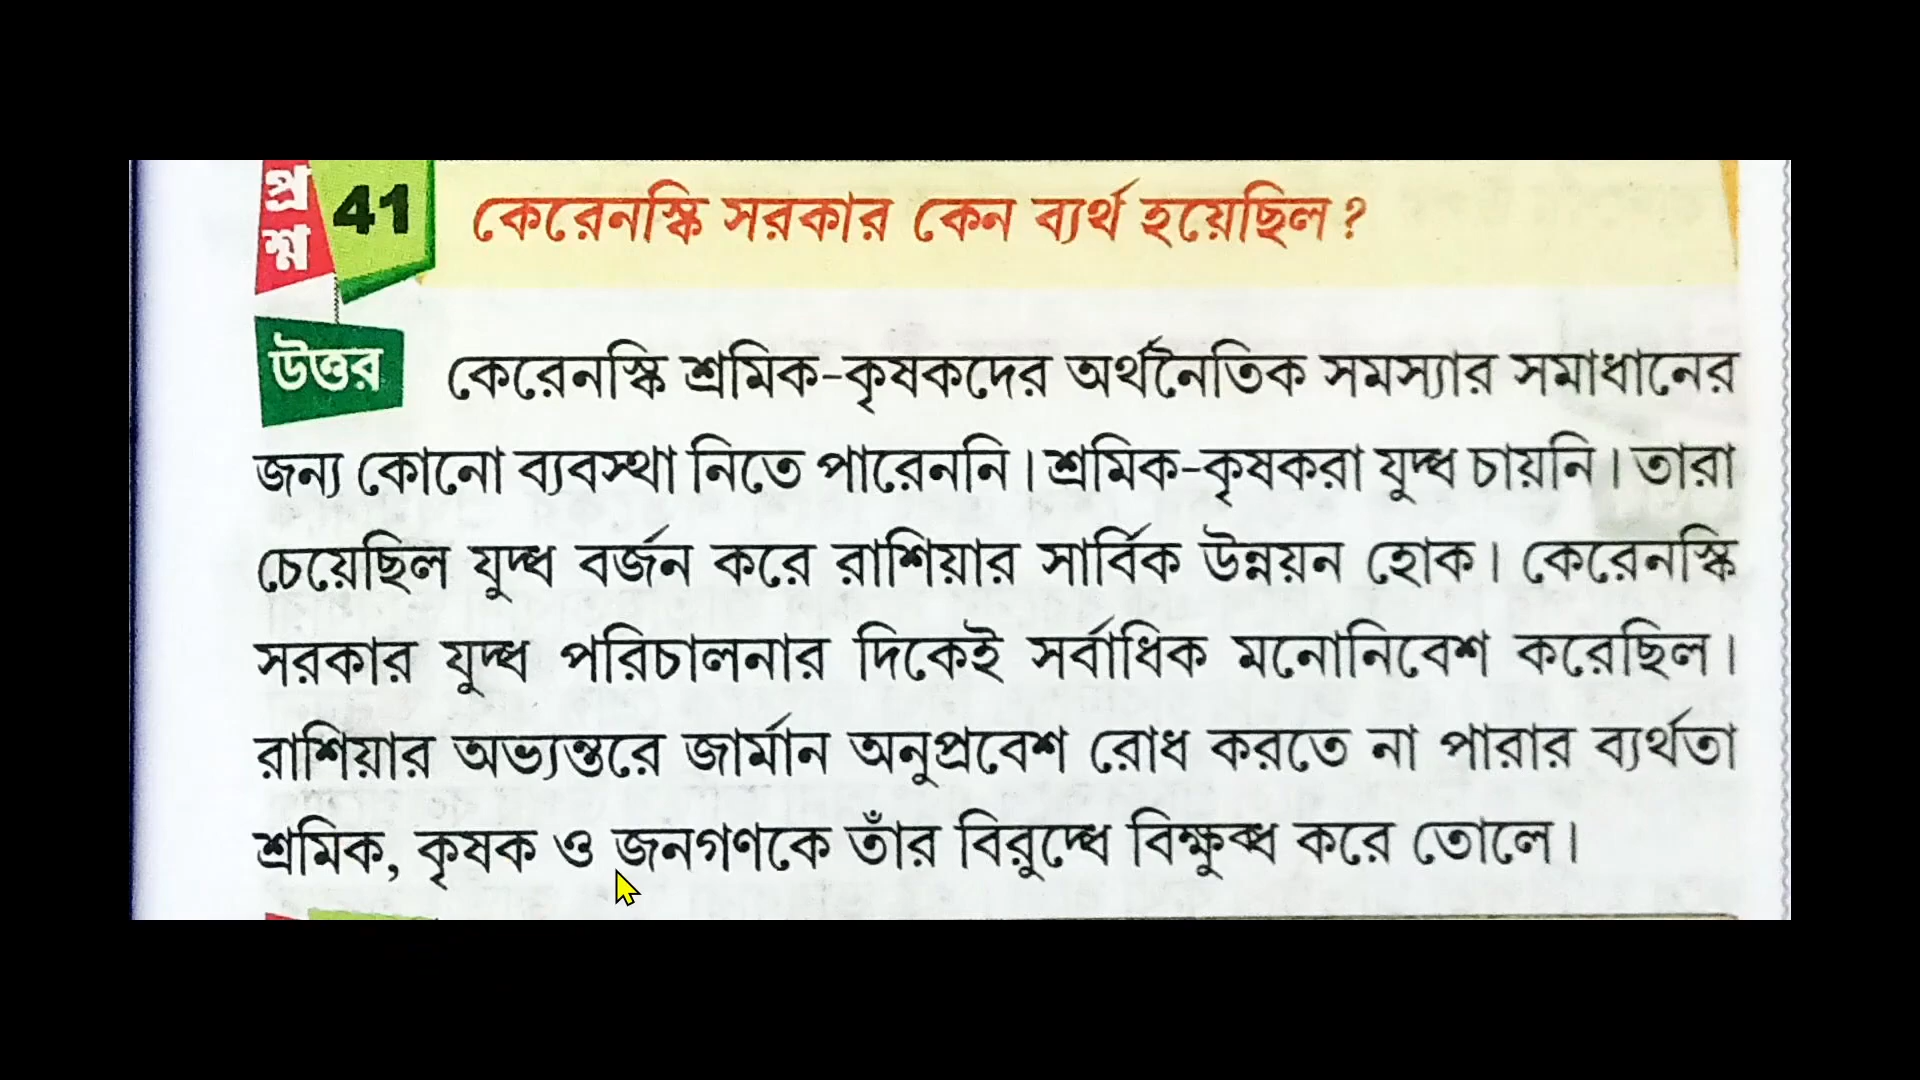 প্রশ্ন 41 কেরেনস্কি সরকার কেন ব্যর্থ হয়েছিল?
উত্তর কেরেনস্কি শ্রমিক-কৃষকদের অর্থনৈতিক সমস্যার সমাধানের
জন্য কোনো ব্যবস্থা নিতে পারেননি। শ্রমিক-কৃষকরা যুদ্ধ চায়নি। তারা
চেয়েছিল যুদ্ধ বর্জন করে রাশিয়ার সার্বিক উন্নয়ন হোক। কেরেনস্কি
সরকার যুদ্ধ পরিচালনার দিকেই সর্বাধিক মনোনিবেশ করেছিল।
রাশিয়ার অভ্যন্তরে জার্মান অনুপ্রবেশ রোধ করতে না পারার ব্যর্থতা
শ্রমিক, কৃষক ও জনগণকে তাঁর বিরুদ্ধে বিক্ষুব্ধ করে তোলে।